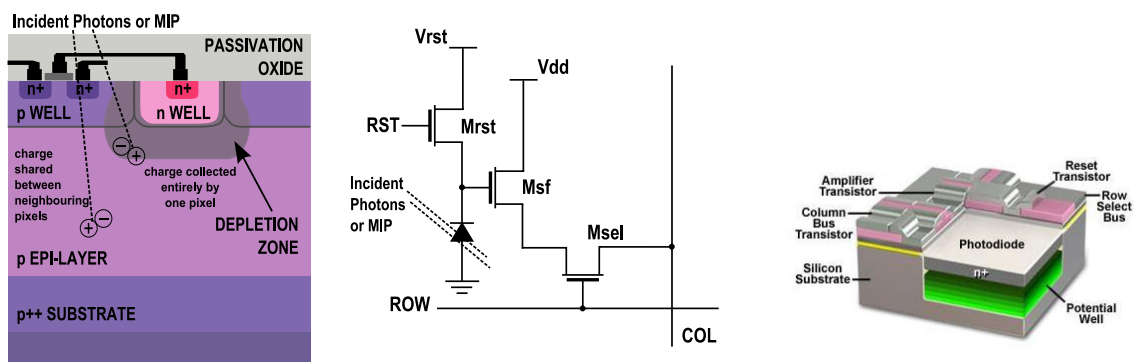 Incident Photons or MIP
PASSIVATION
OXIDE
n+
n+
n+
p WELL
n WELL
charge
shared
between
neighbouring
pixels
charge collected
entirely by
one pixel
DEPLETION
ZONE
p EPI-LAYER
p++ SUBSTRATE
Vrst
Vdd
RST
Mrst
Msf
Incident
Photons
or MIP
Msel
ROW
COL
Amplifier
Transistor
Reset
Transistor
Row
Select
Bus
Column
Bus
Transistor
Photodiode
n+
Silicon
Substrate
Potential
Well